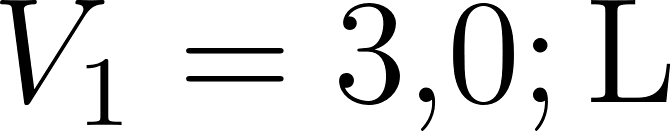 V₁ = 3,0; L